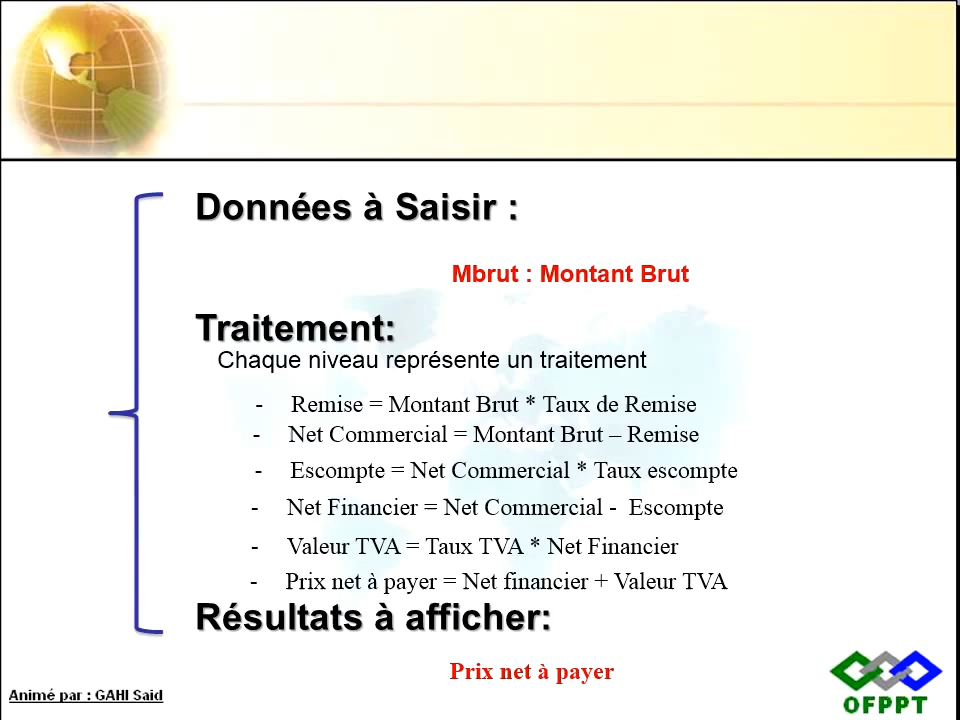 Données à Saisir :
Mbrut : Montant Brut
Traitement:
Chaque niveau représente un traitement
- Remise = Montant Brut * Taux de Remise
- Net Commercial = Montant Brut – Remise
- Escompte = Net Commercial * Taux escompte
- Net Financier = Net Commercial - Escompte
- Valeur TVA = Taux TVA * Net Financier
- Prix net à payer = Net financier + Valeur TVA
Résultats à afficher:
Prix net à payer
Animé par : GAHI Said
OFPPT